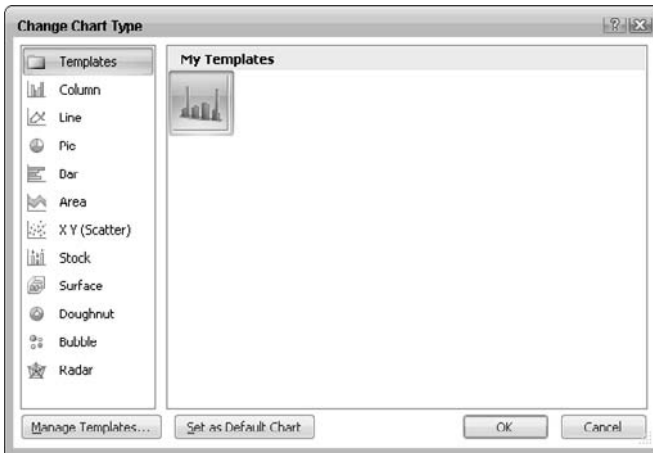 Change Chart Type
Templates
Column
Line
Pie
Bar
Area
X Y (Scatter)
Stock
Surface
Doughnut
Bubble
Radar
My Templates
Manage Templates...
Set as Default Chart
OK
Cancel